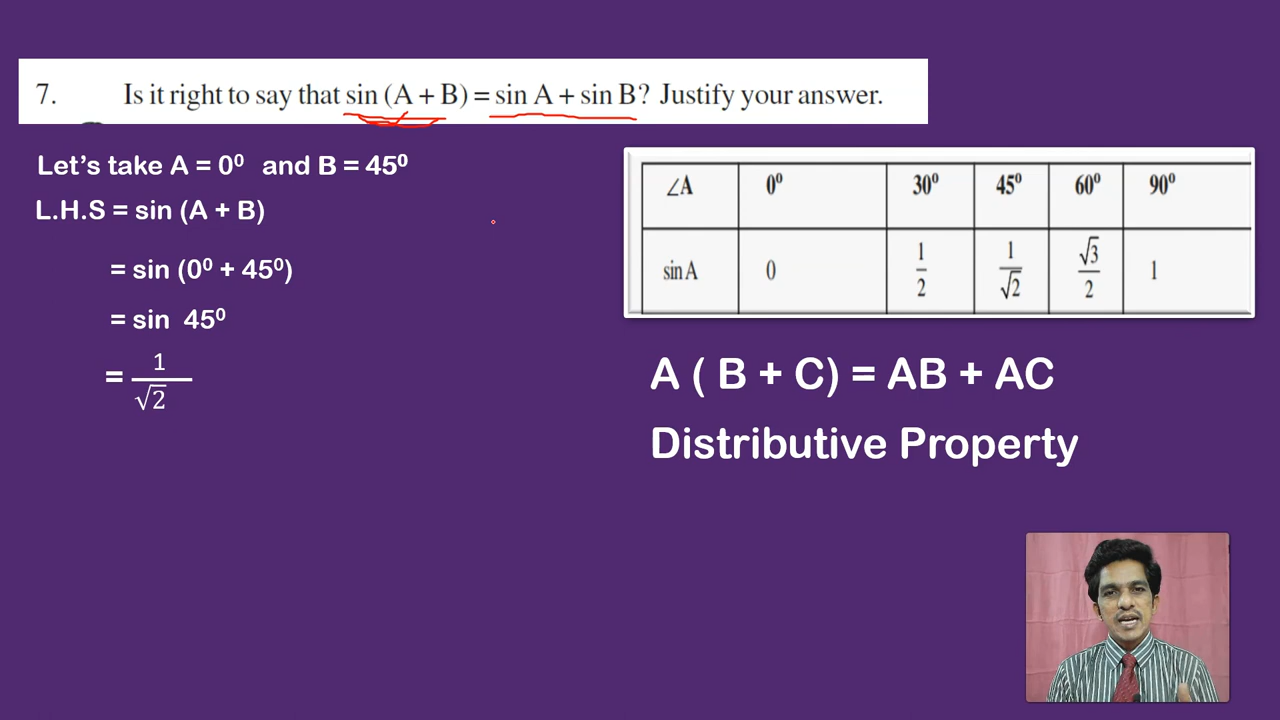 7. Is it right to say that sin (A + B) = sin A + sin B? Justify your answer.
Let's take A = 0⁰ and B = 45⁰
L.H.S = sin (A + B)
= sin (0⁰ + 45⁰)
= sin 45⁰
= 1/√2
∠A 0⁰ 30⁰ 45⁰ 60⁰ 90⁰
sin A 0 1/2 1/√2 √3/2 1
A ( B + C) = AB + AC
Distributive Property